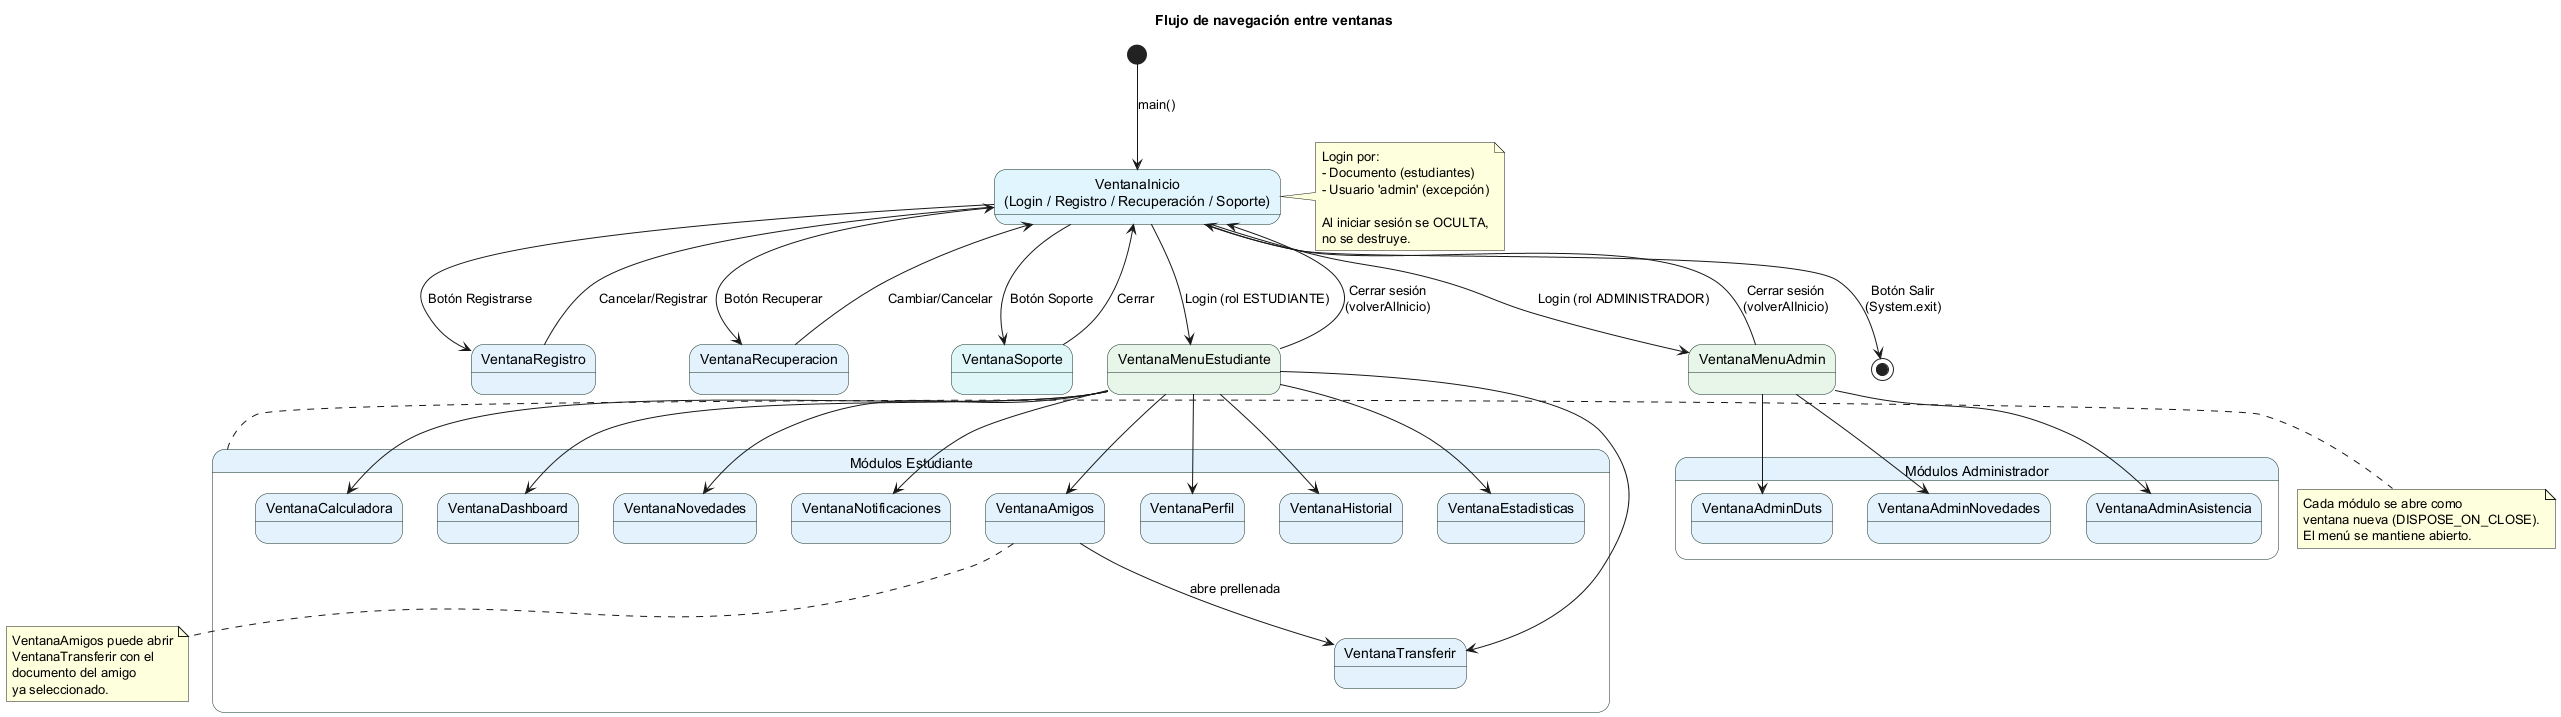 Flujo de navegación entre ventanas
main()
VentanaInicio
(Login / Registro / Recuperación / Soporte)
Login por:
- Documento (estudiantes)
- Usuario 'admin' (excepción)
Al iniciar sesión se OCULTA,
no se destruye.
Botón Registrarse
Cancelar/Registrar
Botón Recuperar
Cambiar/Cancelar
Botón Soporte
Cerrar
Login (rol ESTUDIANTE)
Cerrar sesión
(volverAlInicio)
Login (rol ADMINISTRADOR)
Cerrar sesión
(volverAlInicio)
Botón Salir
(System.exit)
VentanaRegistro
VentanaRecuperacion
VentanaSoporte
VentanaMenuEstudiante
VentanaMenuAdmin
Módulos Estudiante
VentanaCalculadora
VentanaDashboard
VentanaNovedades
VentanaNotificaciones
VentanaAmigos
VentanaPerfil
VentanaHistorial
VentanaEstadisticas
Módulos Administrador
VentanaAdminDuts
VentanaAdminNovedades
VentanaAdminAsistencia
Cada módulo se abre como
ventana nueva (DISPOSE_ON_CLOSE).
El menú se mantiene abierto.
abre prellenada
VentanaAmigos puede abrir
VentanaTransferir con el
documento del amigo
ya seleccionado.
VentanaTransferir